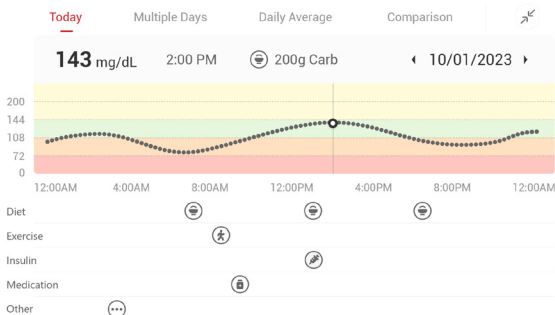 Today Multiple Days Daily Average Comparison
143 mg/dL 2:00 PM 200g Carb 10/01/2023
200
144
108
72
0
12:00AM 4:00AM 8:00AM 12:00PM 4:00PM 8:00PM 12:00AM
Diet
Exercise
Insulin
Medication
Other